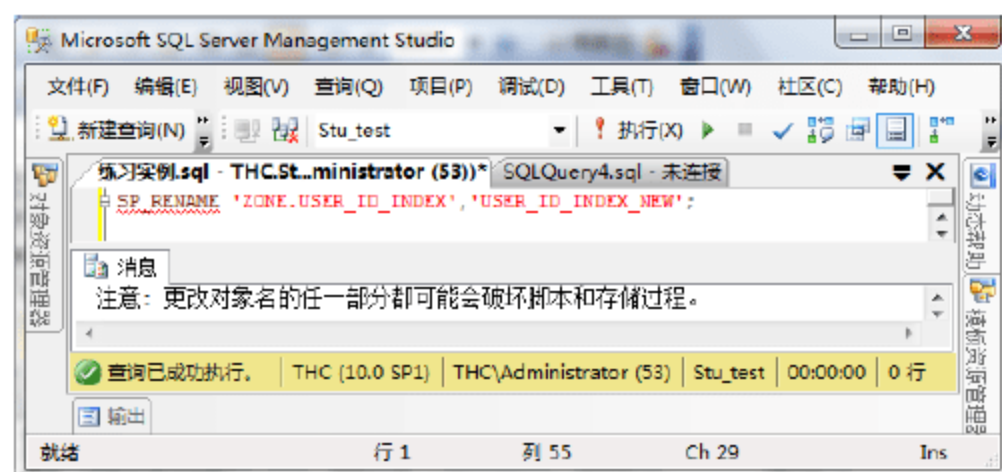 Microsoft SQL Server Management Studio
文件(F) 编辑(E) 视图(V) 查询(Q) 项目(P) 调试(D) 工具(T) 窗口(W) 社区(C) 帮助(H)
新建查询(N) Stu_test 执行(X)
练习实例.sql - THC.St...ministrator (53))* SQLQuery4.sql - 未连接
SP_RENAME 'ZONE.USER_ID_INDEX','USER_ID_INDEX_NEW';
对象资源管理器
动态帮助
模板资源管理器
消息
注意: 更改对象名的任一部分都可能会破坏脚本和存储过程。
查询已成功执行。 THC (10.0 SP1) THC\Administrator (53) Stu_test 00:00:00 0 行
输出
就绪 行 1 列 55 Ch 29 Ins